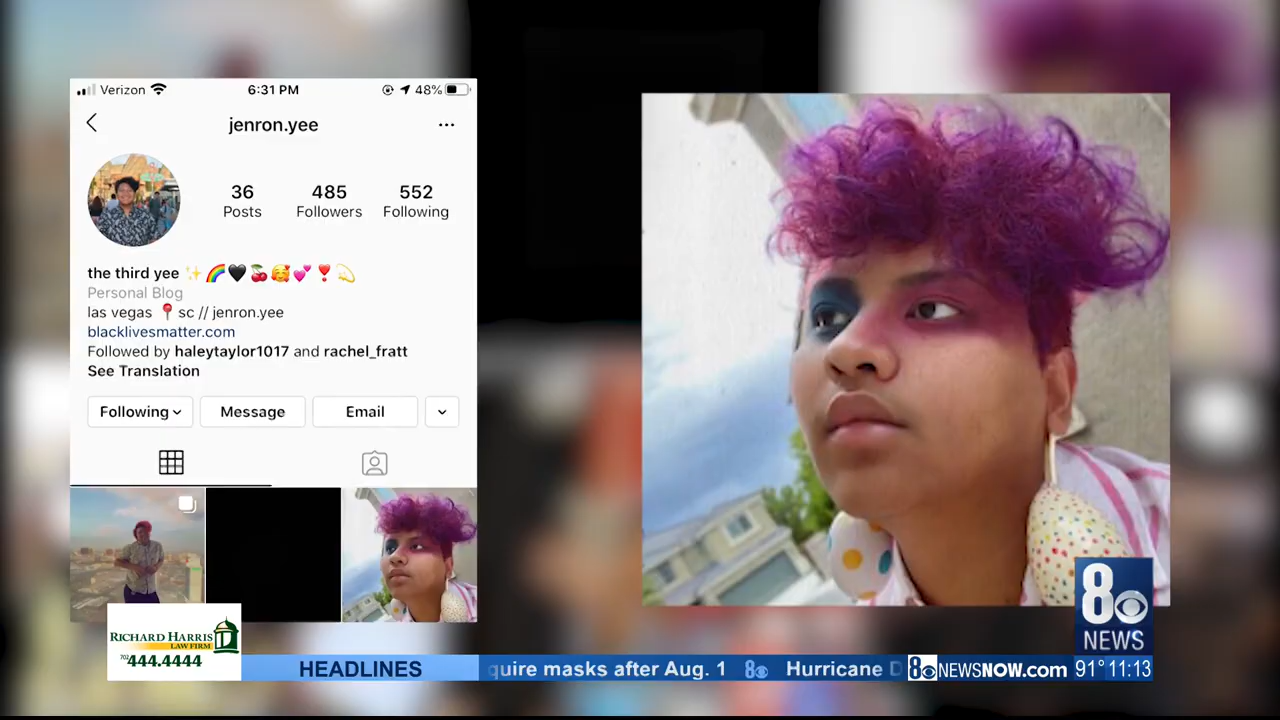 Verizon 6:31 PM 48%
jenron.yee
36 485 552
Posts Followers Following
the third yee ✨🌈🖤🍒🥰💕❣️💫
Personal Blog
las vegas 📍 sc // jenron.yee
blacklivesmatter.com
Followed by haleytaylor1017 and rachel_fratt
See Translation
Following Message Email
8
NEWS
RICHARD HARRIS
LAW FIRM
702 444.4444
HEADLINES quire masks after Aug. 1 8 Hurricane D 8 NEWSNOW.com 91° 11:13